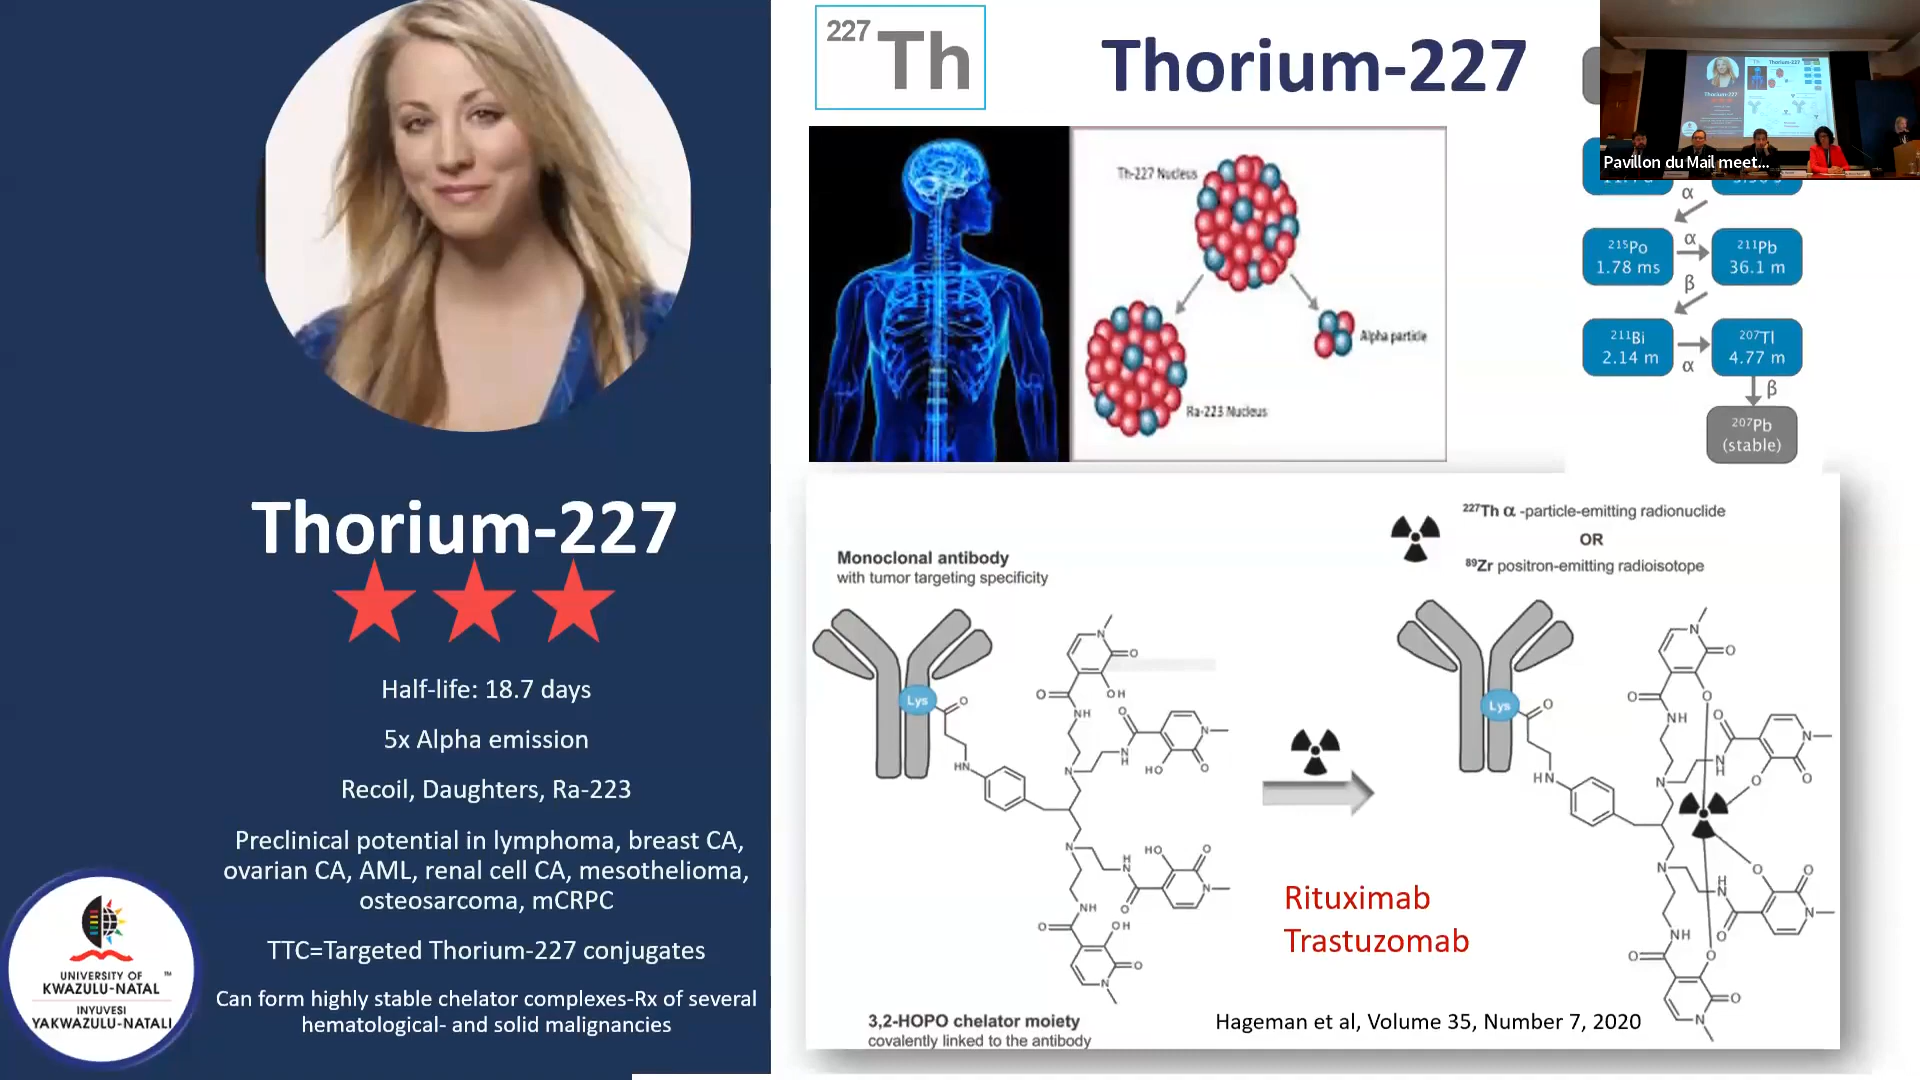 Thorium-227
Half-life: 18.7 days
5x Alpha emission
Recoil, Daughters, Ra-223
Preclinical potential in lymphoma, breast CA,
ovarian CA, AML, renal cell CA, mesothelioma,
osteosarcoma, mCRPC
TTC=Targeted Thorium-227 conjugates
Can form highly stable chelator complexes-Rx of several
hematological- and solid malignancies
UNIVERSITY OF
KWAZULU-NATAL
INYUVESI
YAKWAZULU-NATALI
227Th
Thorium-227
Th-227 Nucleus
Alpha particle
Ra-223 Nucleus
Pavillon du Mail meet...
α
215Po
1.78 ms
α
211Pb
36.1 m
β
211Bi
2.14 m
α
207Tl
4.77 m
β
207Pb
(stable)
Monoclonal antibody
with tumor targeting specificity
227Th α -particle-emitting radionuclide
OR
89Zr positron-emitting radioisotope
Lys
Lys
Rituximab
Trastuzomab
3,2-HOPO chelator moiety
covalently linked to the antibody
Hageman et al, Volume 35, Number 7, 2020